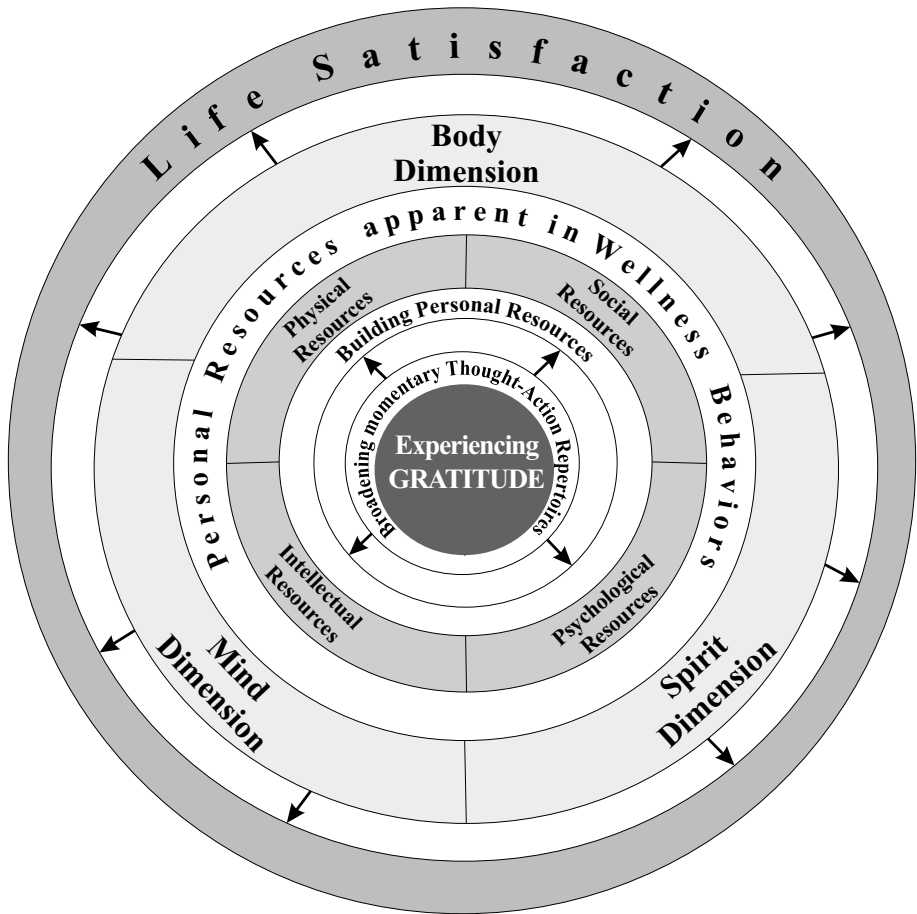 Life Satisfaction
Body
Dimension
Personal Resources apparent in Wellness Behaviors
Physical
Resources
Social
Resources
Building Personal Resources
Broadening momentary Thought-Action Repertoires
Experiencing
GRATITUDE
Intellectual
Resources
Psychological
Resources
Mind
Dimension
Spirit
Dimension